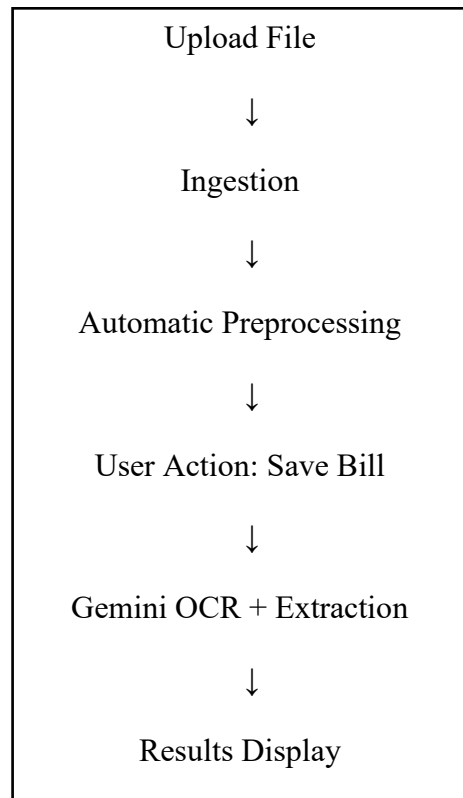 Upload File
↓
Ingestion
↓
Automatic Preprocessing
↓
User Action: Save Bill
↓
Gemini OCR + Extraction
↓
Results Display